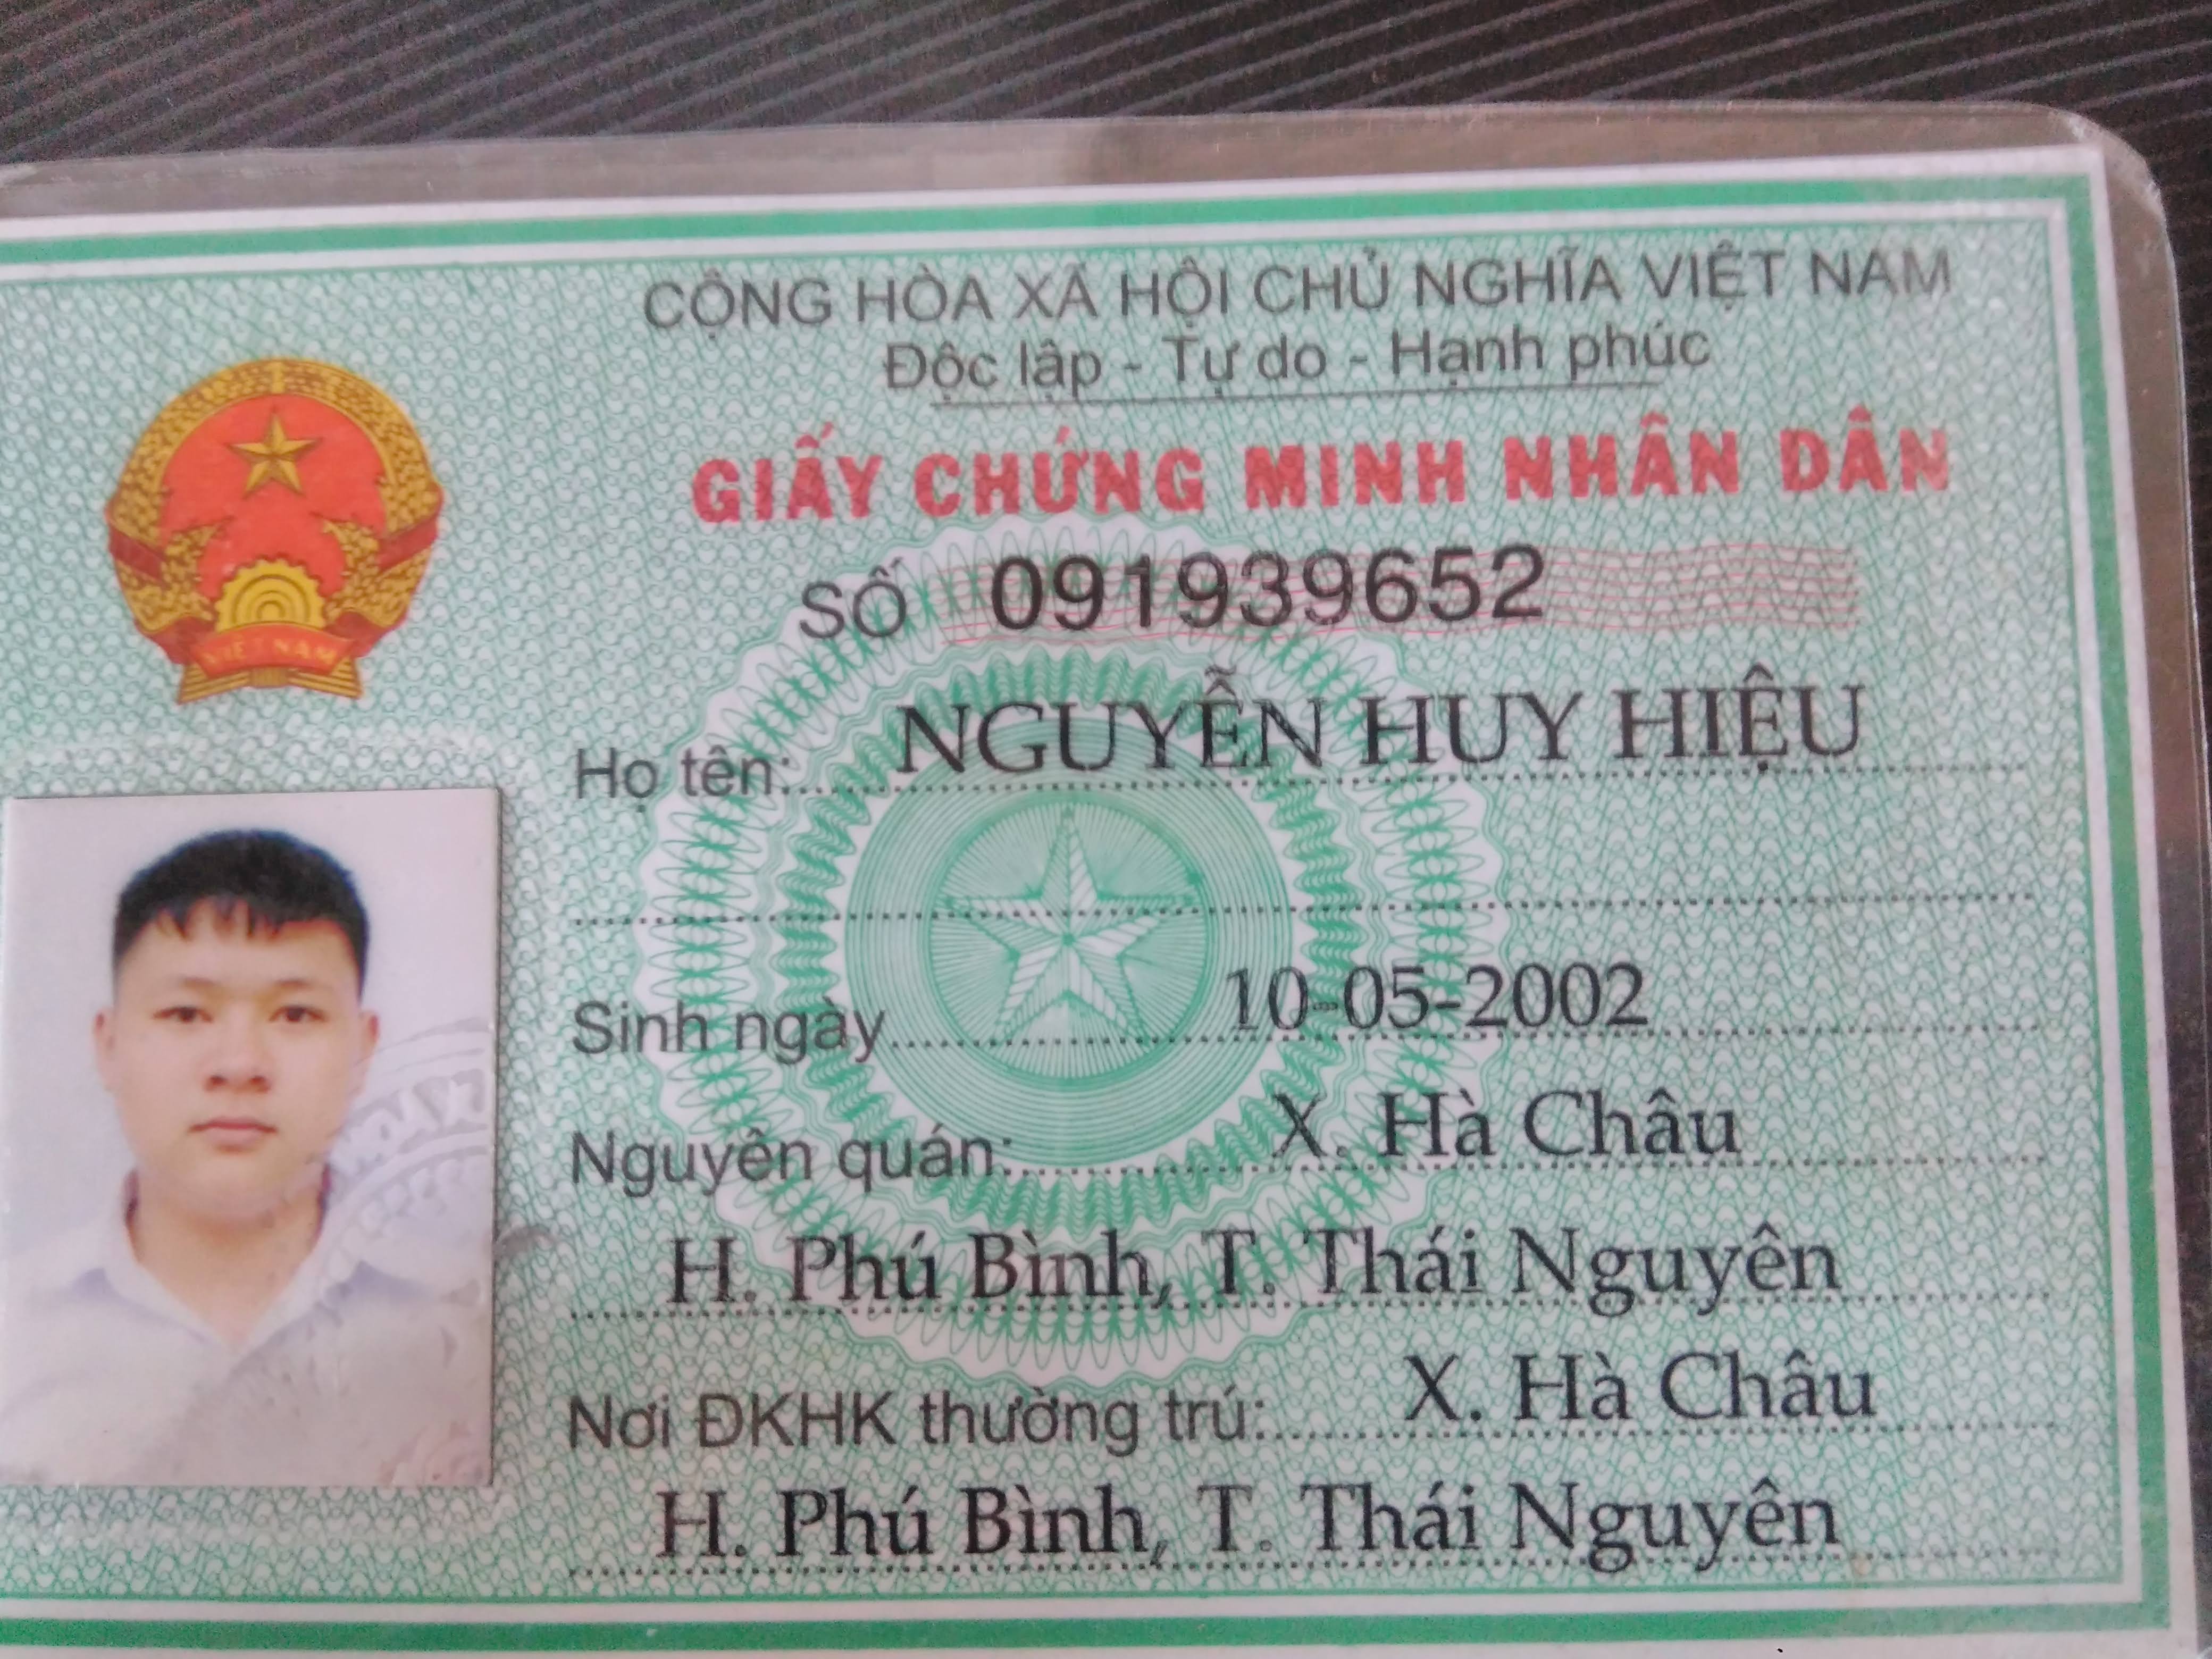 CỘNG HÒA XÃ HỘI CHỦ NGHĨA VIỆT NAM
Độc lập - Tự do - Hạnh phúc
GIẤY CHỨNG MINH NHÂN DÂN
SỐ 091939652
VIỆT NAM
Họ tên: NGUYỄN HUY HIỆU
Sinh ngày 10-05-2002
Nguyên quán: X. Hà Châu
H. Phú Bình, T. Thái Nguyên
Nơi ĐKHK thường trú: X. Hà Châu
H. Phú Bình, T. Thái Nguyên